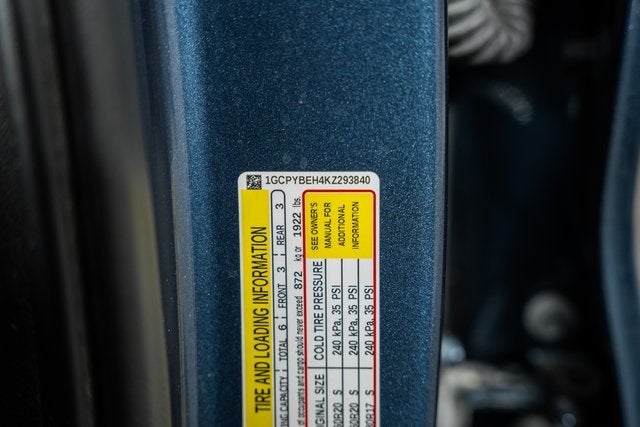 1GCPYBEH4KZ293840
TIRE AND LOADING INFORMATION
SEATING CAPACITY TOTAL 6 FRONT 3 REAR 3
of occupants and cargo should never exceed 872 kg or 1922 lbs.
SIZE COLD TIRE PRESSURE SEE OWNER'S
MANUAL FOR
ADDITIONAL
INFORMATION
S 240 kPa, 35 PSI
S 240 kPa, 35 PSI
S 240 kPa, 35 PSI